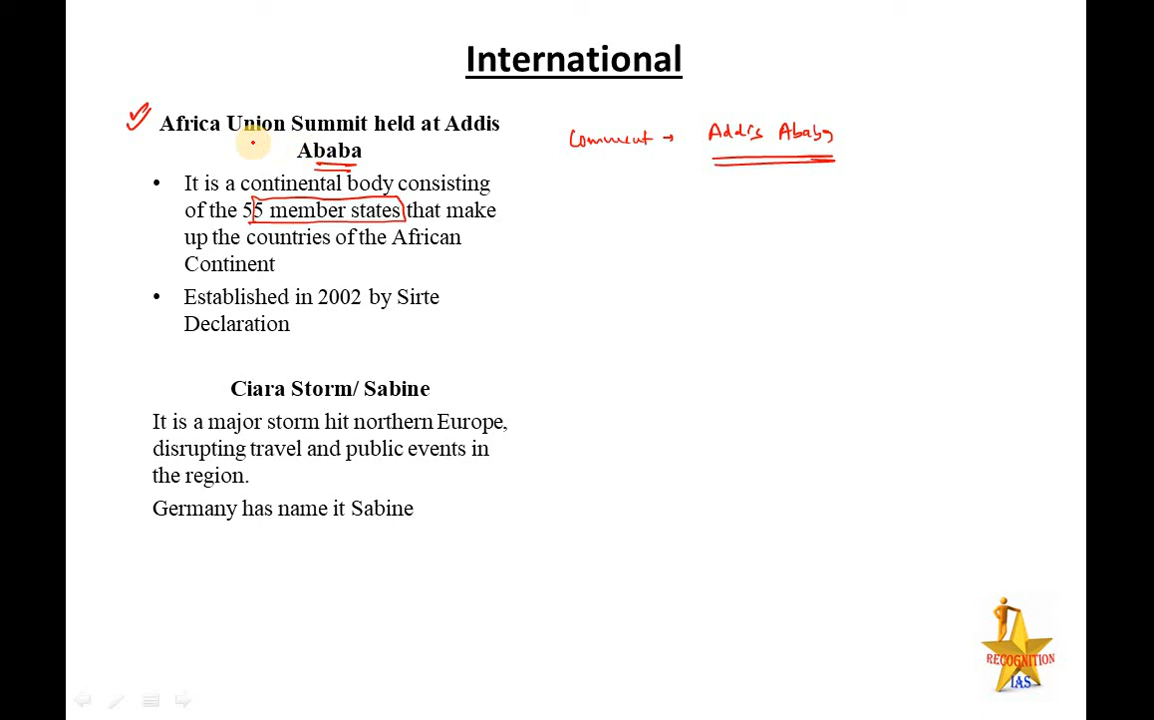 International
Africa Union Summit held at Addis
Ababa
Comment → Addis Ababa
• It is a continental body consisting
of the 55 member states that make
up the countries of the African
Continent
• Established in 2002 by Sirte
Declaration
Ciara Storm/ Sabine
It is a major storm hit northern Europe,
disrupting travel and public events in
the region.
Germany has name it Sabine
RECOGNITION
IAS